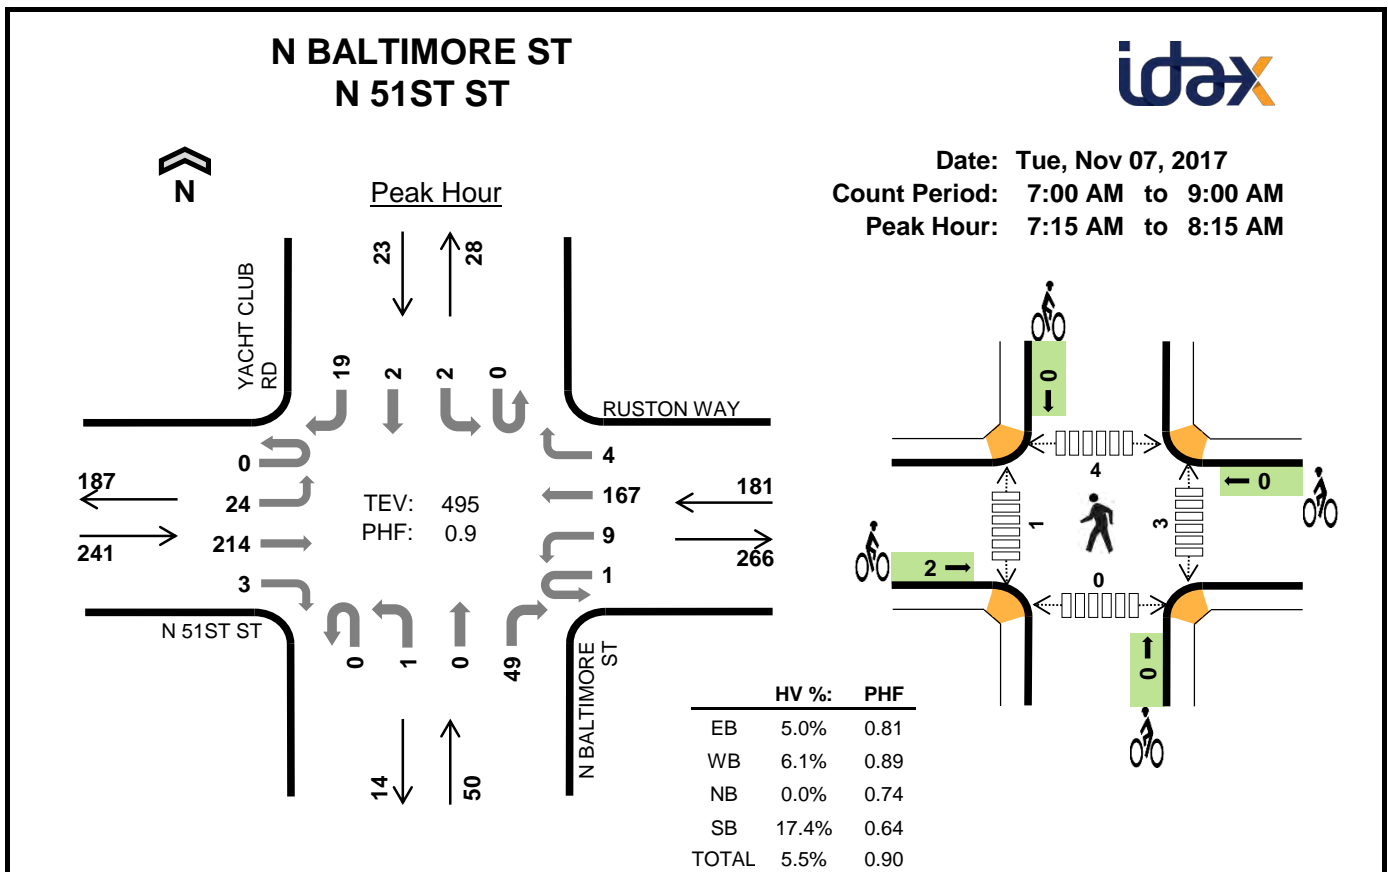 N BALTIMORE ST
N 51ST ST
idax
Date: Tue, Nov 07, 2017
Count Period: 7:00 AM to 9:00 AM
Peak Hour: 7:15 AM to 8:15 AM
N
Peak Hour
23
28
YACHT CLUB
RD
19
2
2
0
RUSTON WAY
0
24
214
3
187
241
TEV: 495
PHF: 0.9
4
167
9
1
181
266
N 51ST ST
0
1
0
49
N BALTIMORE
ST
14
50
0
4
0
1
3
2
0
0
HV %: PHF
EB 5.0% 0.81
WB 6.1% 0.89
NB 0.0% 0.74
SB 17.4% 0.64
TOTAL 5.5% 0.90